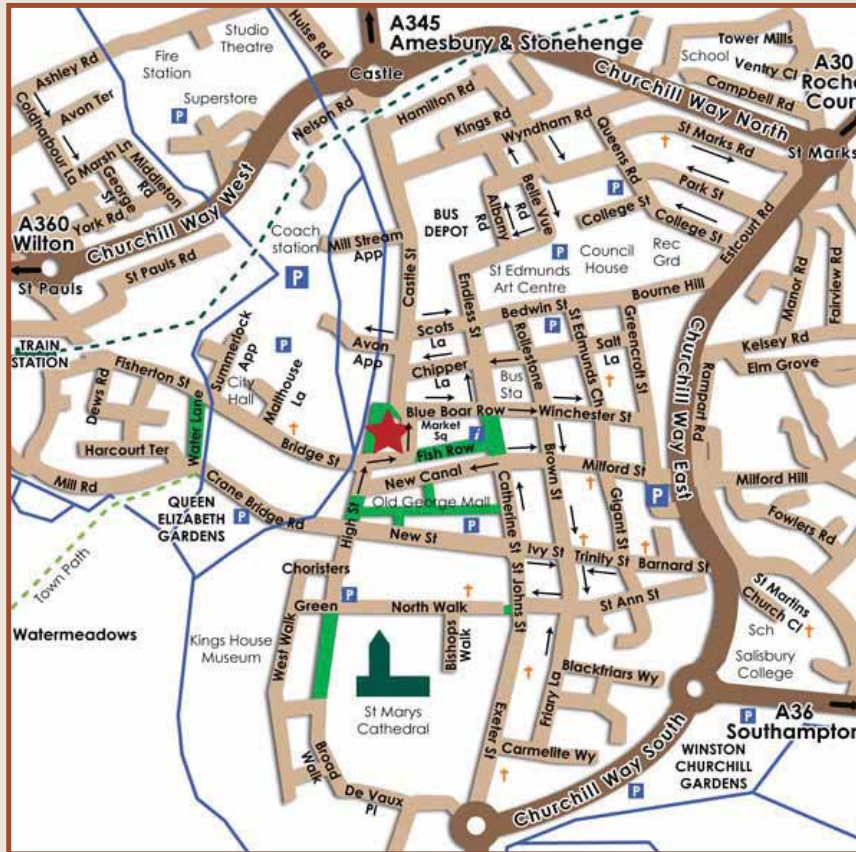 A345
Amesbury & Stonehenge
Studio
Theatre
Hulse Rd
Fire
Station
Ashley Rd
Castle
Tower Mills
School
Ventry Cl
A30
Campbell Rd
Churchill Way North
Avon Ter
Superstore
Nelson Rd
Hamilton Rd
Kings Rd
Wyndham Rd
Queens Rd
St Marks Rd
St Marks
Coldharbour La
Marsh Ln
Middleton
Rd
George
St
York Rd
Churchill Way West
Park St
A360
Wilton
St Pauls
St Pauls Rd
Coach
station
P
Mill Stream
App
Castle St
BUS
DEPOT
Albany
Rd
Belle Vue
College St
College St
Estcourt Rd
St Edmunds
Art Centre
Council
House
Rec
Grd
Endless St
Bedwin St
Bourne Hill
Manor Rd
Fairview Rd
TRAIN
STATION
Fisherton St
Summerlock
App
City
Hall
Malthouse
La
Avon
App
Scots
La
Chipper
La
Bus
Sta
Rollestone
St Edmunds Ch
St
Salt
La
Greencroft St
Churchill Way East
Kelsey Rd
Elm Grove
Rampart Rd
Dews Rd
Water Lane
Harcourt Ter
Mill Rd
Bridge St
Blue Boar Row
Winchester St
Market
Sq
i
Fish Row
New Canal
Brown St
Milford St
Milford Hill
Fowlers Rd
QUEEN
ELIZABETH
GARDENS
Crane Bridge Rd
High St
Old George Mall
Catherine St
Gigant St
New St
Ivy St
Trinity St
Barnard St
Town Path
Choristers
Green
North Walk
St Johns St
St Ann St
St Martins
Church Cl
Sch
Watermeadows
Kings House
Museum
West Walk
Bishops
Walk
St Marys
Cathedral
Blackfriars Wy
Friary La
Salisbury
College
Exeter St
Carmelite Wy
A36
Southampton
Broad
Walk
De Vaux
Pl
Churchill Way South
WINSTON
CHURCHILL
GARDENS